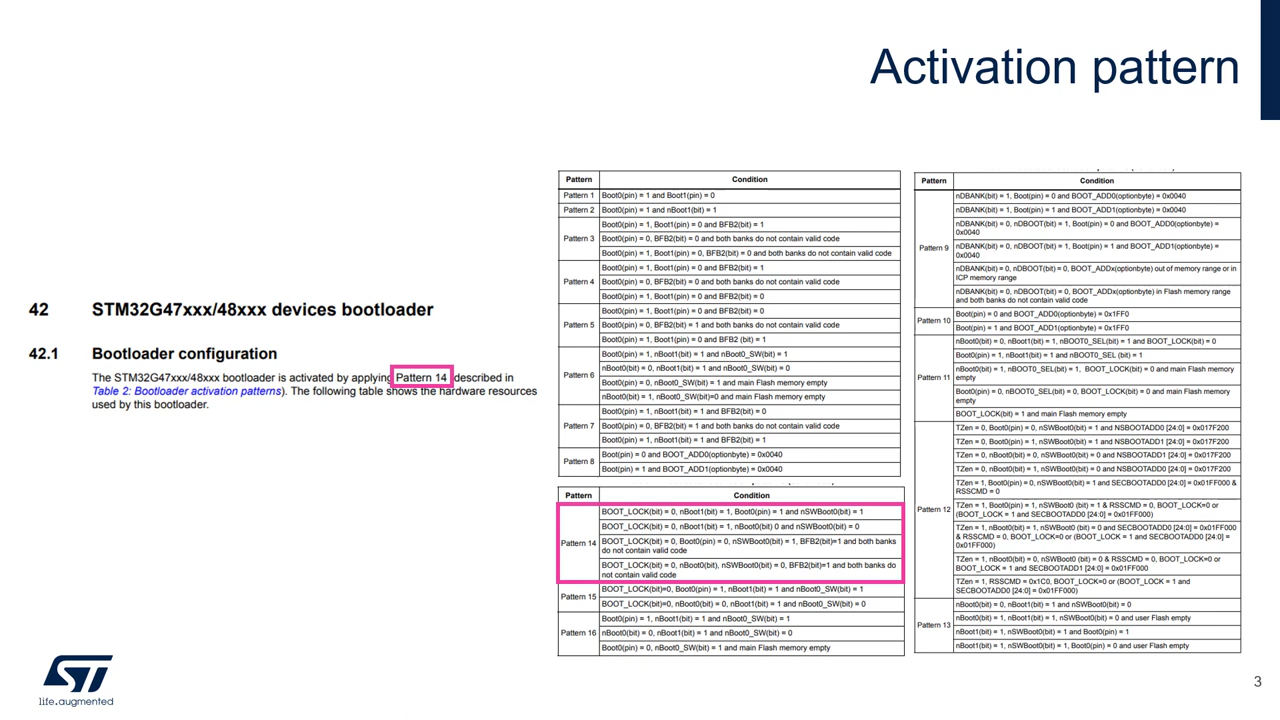 Activation pattern
42 STM32G47xxx/48xxx devices bootloader
42.1 Bootloader configuration
The STM32G47xxx/48xxx bootloader is activated by applying Pattern 14 described in
Table 2: Bootloader activation patterns). The following table shows the hardware resources
used by this bootloader.
Pattern Condition
Pattern 1 Boot0(pin) = 1 and Boot1(pin) = 0
Pattern 2 Boot0(pin) = 1 and nBoot1(bit) = 1
Pattern 3
Boot0(pin) = 1, Boot1(pin) = 0 and BFB2(bit) = 1
Boot0(pin) = 0, BFB2(bit) = 0 and both banks do not contain valid code
Boot0(pin) = 1, Boot1(pin) = 0, BFB2(bit) = 0 and both banks do not contain valid code
Pattern 4
Boot0(pin) = 1, Boot1(pin) = 0 and BFB2(bit) = 1
Boot0(pin) = 0, BFB2(bit) = 0 and both banks do not contain valid code
Boot0(pin) = 1, Boot1(pin) = 0 and BFB2(bit) = 0
Pattern 5
Boot0(pin) = 1, Boot1(pin) = 0 and BFB2(bit) = 0
Boot0(pin) = 0, BFB2(bit) = 1 and both banks do not contain valid code
Boot0(pin) = 1, Boot1(pin) = 0 and BFB2 (bit) = 1
Pattern 6
Boot0(pin) = 1, nBoot1(bit) = 1 and nBoot0_SW(bit) = 1
nBoot0(bit) = 0, nBoot1(bit) = 1 and nBoot0_SW(bit) = 0
Boot0(pin) = 0, nBoot0_SW(bit) = 1 and main Flash memory empty
nBoot0(bit) = 1, nBoot0_SW(bit)=0 and main Flash memory empty
Pattern 7
Boot0(pin) = 1, nBoot1(bit) = 1 and BFB2(bit) = 0
Boot0(pin) = 0, BFB2(bit) = 1 and both banks do not contain valid code
Boot0(pin) = 1, nBoot1(bit) = 1 and BFB2(bit) = 1
Pattern 8
Boot(pin) = 0 and BOOT_ADD0(optionbyte) = 0x0040
Boot(pin) = 1 and BOOT_ADD1(optionbyte) = 0x0040
Pattern Condition
Pattern 14
BOOT_LOCK(bit) = 0, nBoot1(bit) = 1, Boot0(pin) = 1 and nSWBoot0(bit) = 1
BOOT_LOCK(bit) = 0, nBoot1(bit) = 1, nBoot0(bit) 0 and nSWBoot0(bit) = 0
BOOT_LOCK(bit) = 0, Boot0(pin) = 0, nSWBoot0(bit) = 1, BFB2(bit)=1 and both banks
do not contain valid code
BOOT_LOCK(bit) = 0, nBoot0(bit), nSWBoot0(bit) = 0, BFB2(bit)=1 and both banks do
not contain valid code
Pattern 15
BOOT_LOCK(bit)=0, Boot0(pin) = 1, nBoot1(bit) = 1 and nSWBoot0(bit) = 1
BOOT_LOCK(bit)=0, nBoot0(bit) = 0, nBoot1(bit) = 1 and nBoot0_SW(bit) = 0
Pattern 16
Boot0(pin) = 1, nBoot1(bit) = 1 and nBoot0_SW(bit) = 1
nBoot0(bit) = 0, nBoot1(bit) = 1 and nBoot0_SW(bit) = 0
Boot0(pin) = 0, nBoot0_SW(bit) = 1 and main Flash memory empty
Pattern Condition
Pattern 9
nDBANK(bit) = 1, Boot(pin) = 0 and BOOT_ADD0(optionbyte) = 0x0040
nDBANK(bit) = 1, Boot(pin) = 1 and BOOT_ADD1(optionbyte) = 0x0040
nDBANK(bit) = 0, nDBOOT(bit) = 1, Boot(pin) = 0 and BOOT_ADD0(optionbyte) =
0x0040
nDBANK(bit) = 0, nDBOOT(bit) = 1, Boot(pin) = 1 and BOOT_ADD1(optionbyte) =
0x0040
nDBANK(bit) = 0, nDBOOT(bit) = 0, BOOT_ADDx(optionbyte) out of memory range or in
ICP memory range
nDBANK(bit) = 0, nDBOOT(bit) = 0, BOOT_ADDx(optionbyte) in Flash memory range
and both banks do not contain valid code
Pattern 10
Boot(pin) = 0 and BOOT_ADD0(optionbyte) = 0x1FF0
Boot(pin) = 1 and BOOT_ADD1(optionbyte) = 0x1FF0
Pattern 11
nBoot0(bit) = 0, nBoot1(bit) = 1, nBOOT0_SEL(bit) = 1 and BOOT_LOCK(bit) = 0
Boot0(pin) = 1, nBoot1(bit) = 1 and nBOOT0_SEL (bit) = 1
nBoot0(bit) = 1, nBOOT0_SEL(bit) = 1, BOOT_LOCK(bit) = 0 and main Flash memory
empty
Boot0(pin) = 0, nBOOT0_SEL(bit) = 0, BOOT_LOCK(bit) = 0 and main Flash memory
empty
BOOT_LOCK(bit) = 1 and main Flash memory empty
Pattern 12
TZen = 0, Boot0(pin) = 0, nSWBoot0(bit) = 1 and NSBOOTADD0 [24:0] = 0x017F200
TZen = 0, Boot0(pin) = 1, nSWBoot0(bit) = 1 and NSBOOTADD1 [24:0] = 0x017F200
TZen = 0, nBoot0(bit) = 0, nSWBoot0(bit) = 0 and NSBOOTADD1 [24:0] = 0x017F200
TZen = 0, nBoot0(bit) = 1, nSWBoot0(bit) = 0 and NSBOOTADD0 [24:0] = 0x017F200
TZen = 1, Boot0(pin) = 0, nSWBoot0(bit) = 1 and SECBOOTADD0 [24:0] = 0x01FF000 &
RSSCMD = 0
TZen = 1, Boot0(pin) = 1, nSWBoot0 (bit) = 1 & RSSCMD = 0, BOOT_LOCK=0 or
(BOOT_LOCK = 1 and SECBOOTADD0 [24:0] = 0x01FF000)
TZen = 1, nBoot0(bit) = 1, nSWBoot0 (bit) = 0 and SECBOOTADD0 [24:0] = 0x01FF000
& RSSCMD = 0, BOOT_LOCK=0 or (BOOT_LOCK = 1 and SECBOOTADD0 [24:0] =
0x01FF000)
TZen = 1, nBoot0(bit) = 0, nSWBoot0 (bit) = 0 & RSSCMD = 0, BOOT_LOCK=0 or
BOOT_LOCK = 1 and SECBOOTADD1 [24:0] = 0x01FF000)
TZen = 1, RSSCMD = 0x1C0, BOOT_LOCK=0 or (BOOT_LOCK = 1 and
SECBOOTADD0 [24:0] = 0x01FF000)
Pattern 13
nBoot0(bit) = 0, nBoot1(bit) = 1 and nSWBoot0(bit) = 0
nBoot0(bit) = 1, nBoot1(bit) = 1, nSWBoot0(bit) = 0 and user Flash empty
nBoot1(bit) = 1, nSWBoot0(bit) = 1 and Boot0(pin) = 1
nBoot1(bit) = 1, nSWBoot0(bit) = 1, Boot0(pin) = 0 and user Flash empty
ST
life.augmented
3